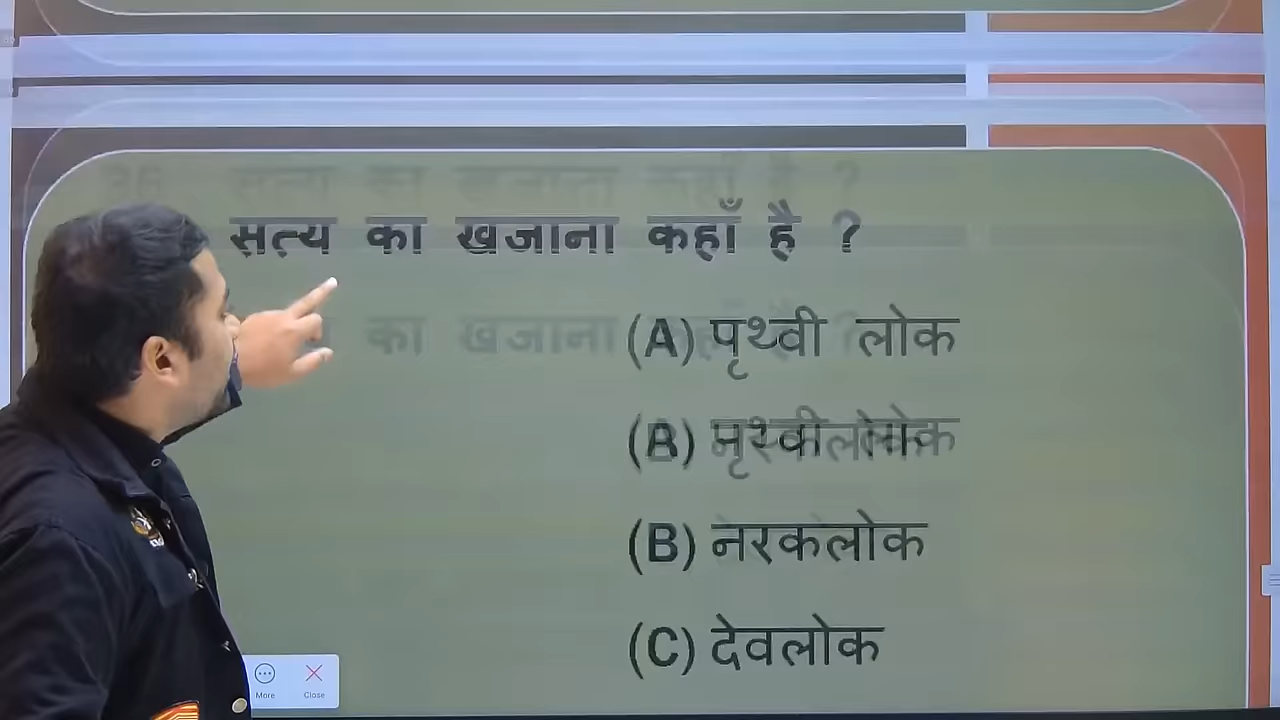 सत्य का खजाना कहाँ है ?
(A) पृथ्वी लोक
(B) नरकलोक
(C) देवलोक
More Close